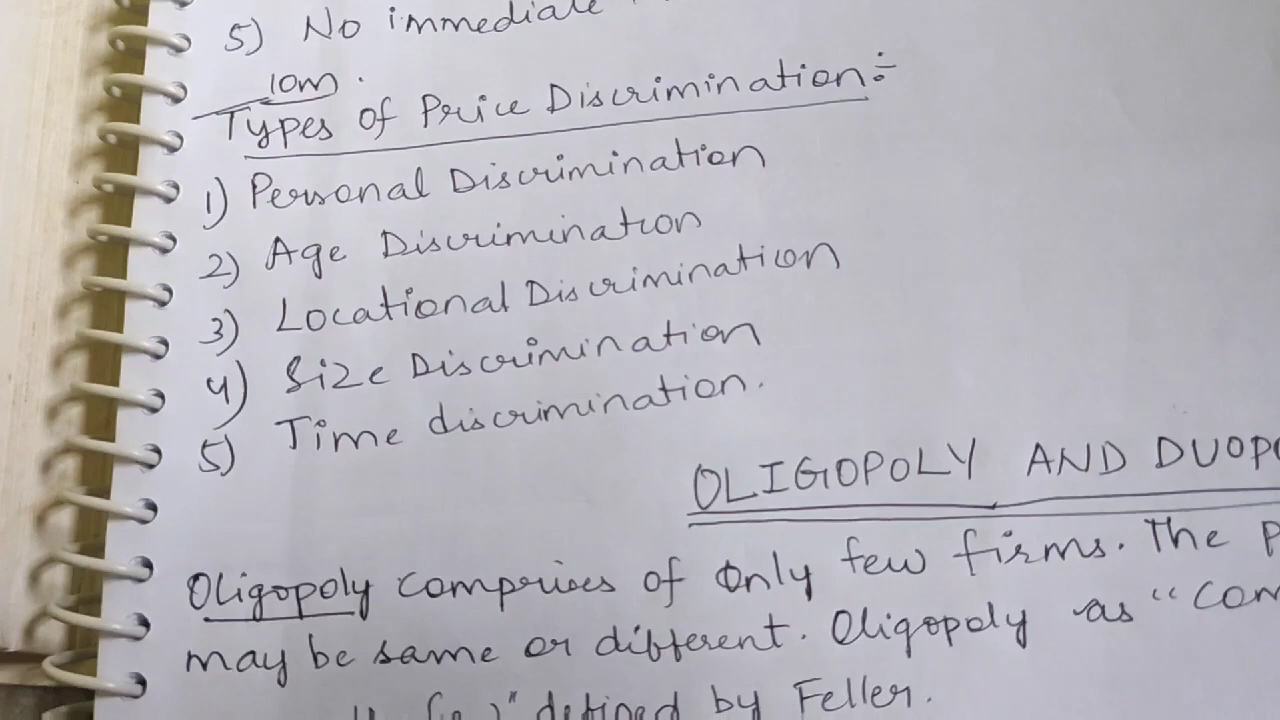 5) No immediate
10m.
Types of Price Discrimination:-
1) Personal Discrimination
2) Age Discrimination
3) Locational Discrimination
4) Size Discrimination
5) Time discrimination.
OLIGOPOLY AND DUOP
Oligopoly comprises of Only few firms. The P
may be same or different. Oligopoly as "Com
defined by Feller.